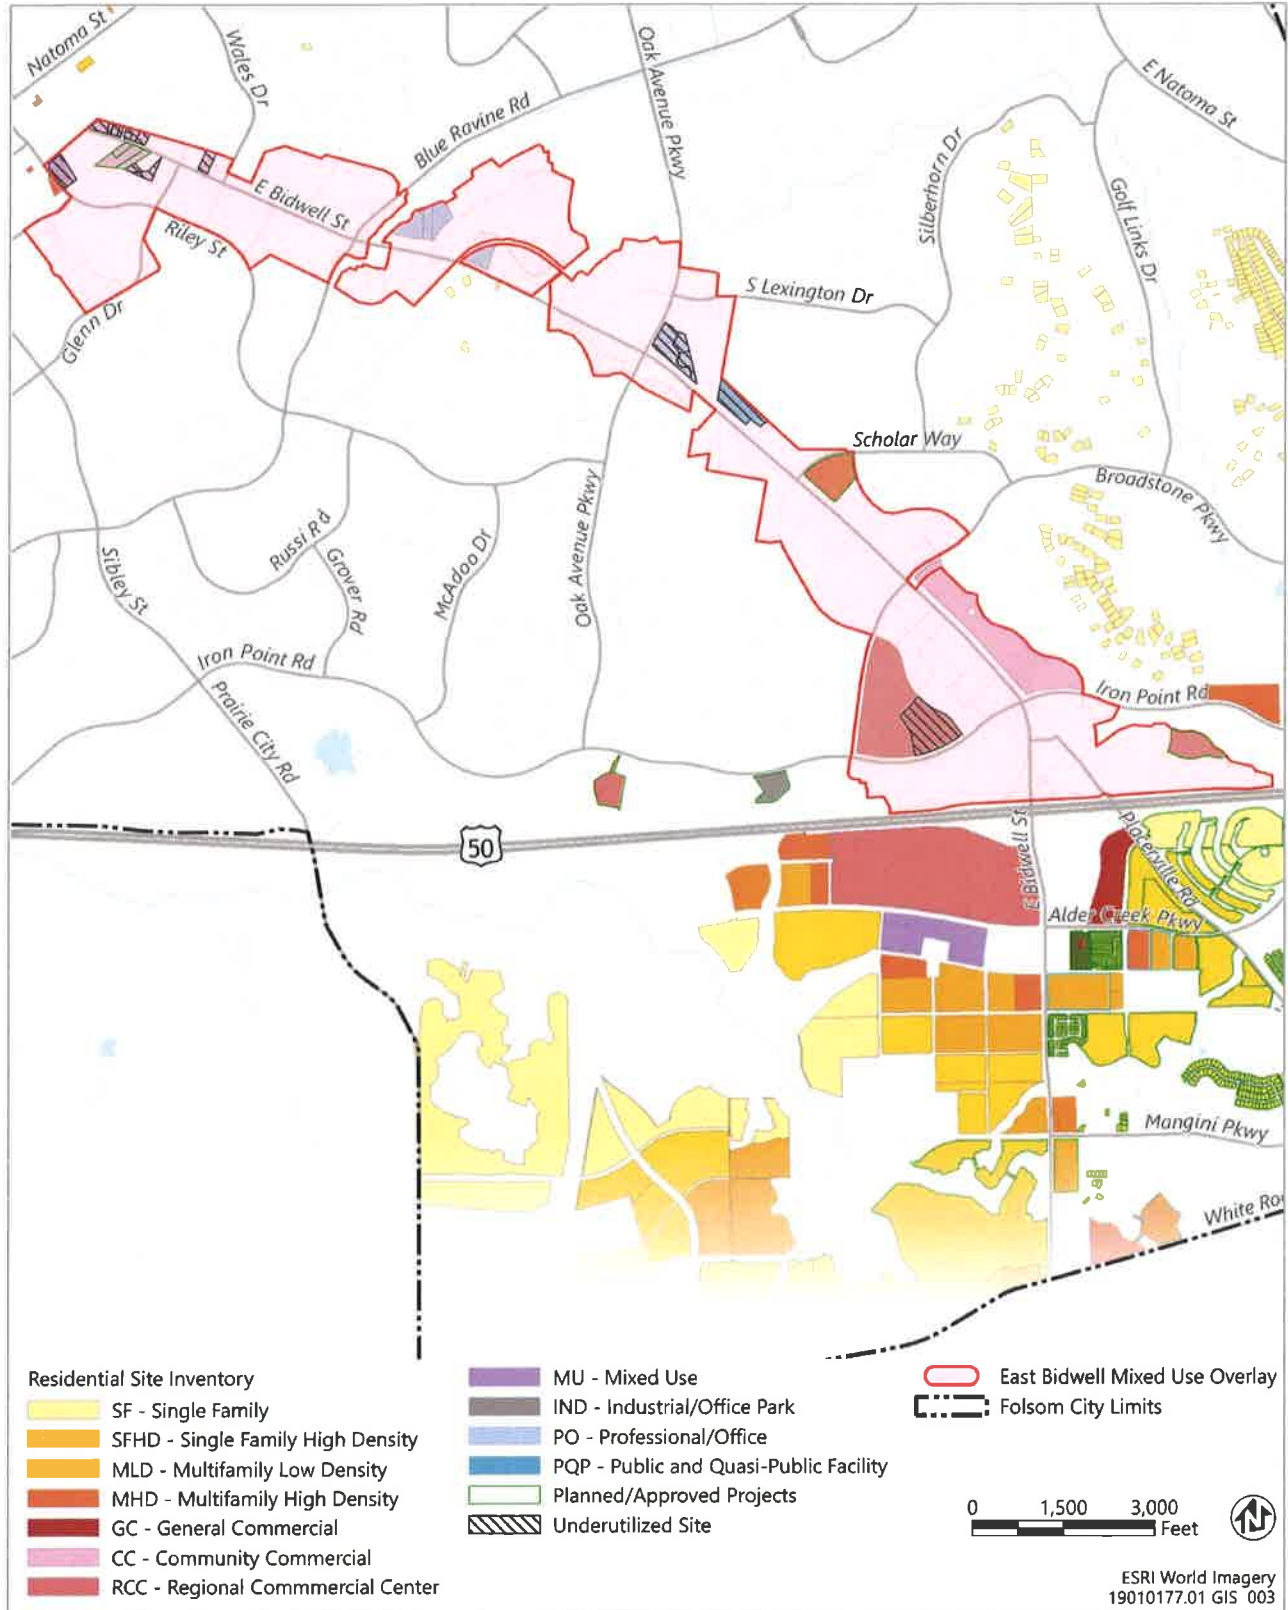 Natoma St
Wales Dr
Oak Avenue Pkwy
Blue Ravine Rd
E Natoma St
Silberhorn Dr
Golf Links Dr
E Bidwell St
Riley St
Glenn Dr
S Lexington Dr
Scholar Way
Broadstone Pkwy
Oak Avenue Pkwy
Russi Rd
Grover Rd
McAdoo Dr
Sibley St
Iron Point Rd
Prairie City Rd
Iron Point Rd
50
E Bidwell St
Placerville Rd
Alder Creek Pkwy
Mangini Pkwy
White Ro
Residential Site Inventory
SF - Single Family
SFHD - Single Family High Density
MLD - Multifamily Low Density
MHD - Multifamily High Density
GC - General Commercial
CC - Community Commercial
RCC - Regional Commmercial Center
MU - Mixed Use
IND - Industrial/Office Park
PO - Professional/Office
PQP - Public and Quasi-Public Facility
Planned/Approved Projects
Underutilized Site
East Bidwell Mixed Use Overlay
Folsom City Limits
0 1,500 3,000
Feet
N
ESRI World Imagery
19010177.01 GIS 003